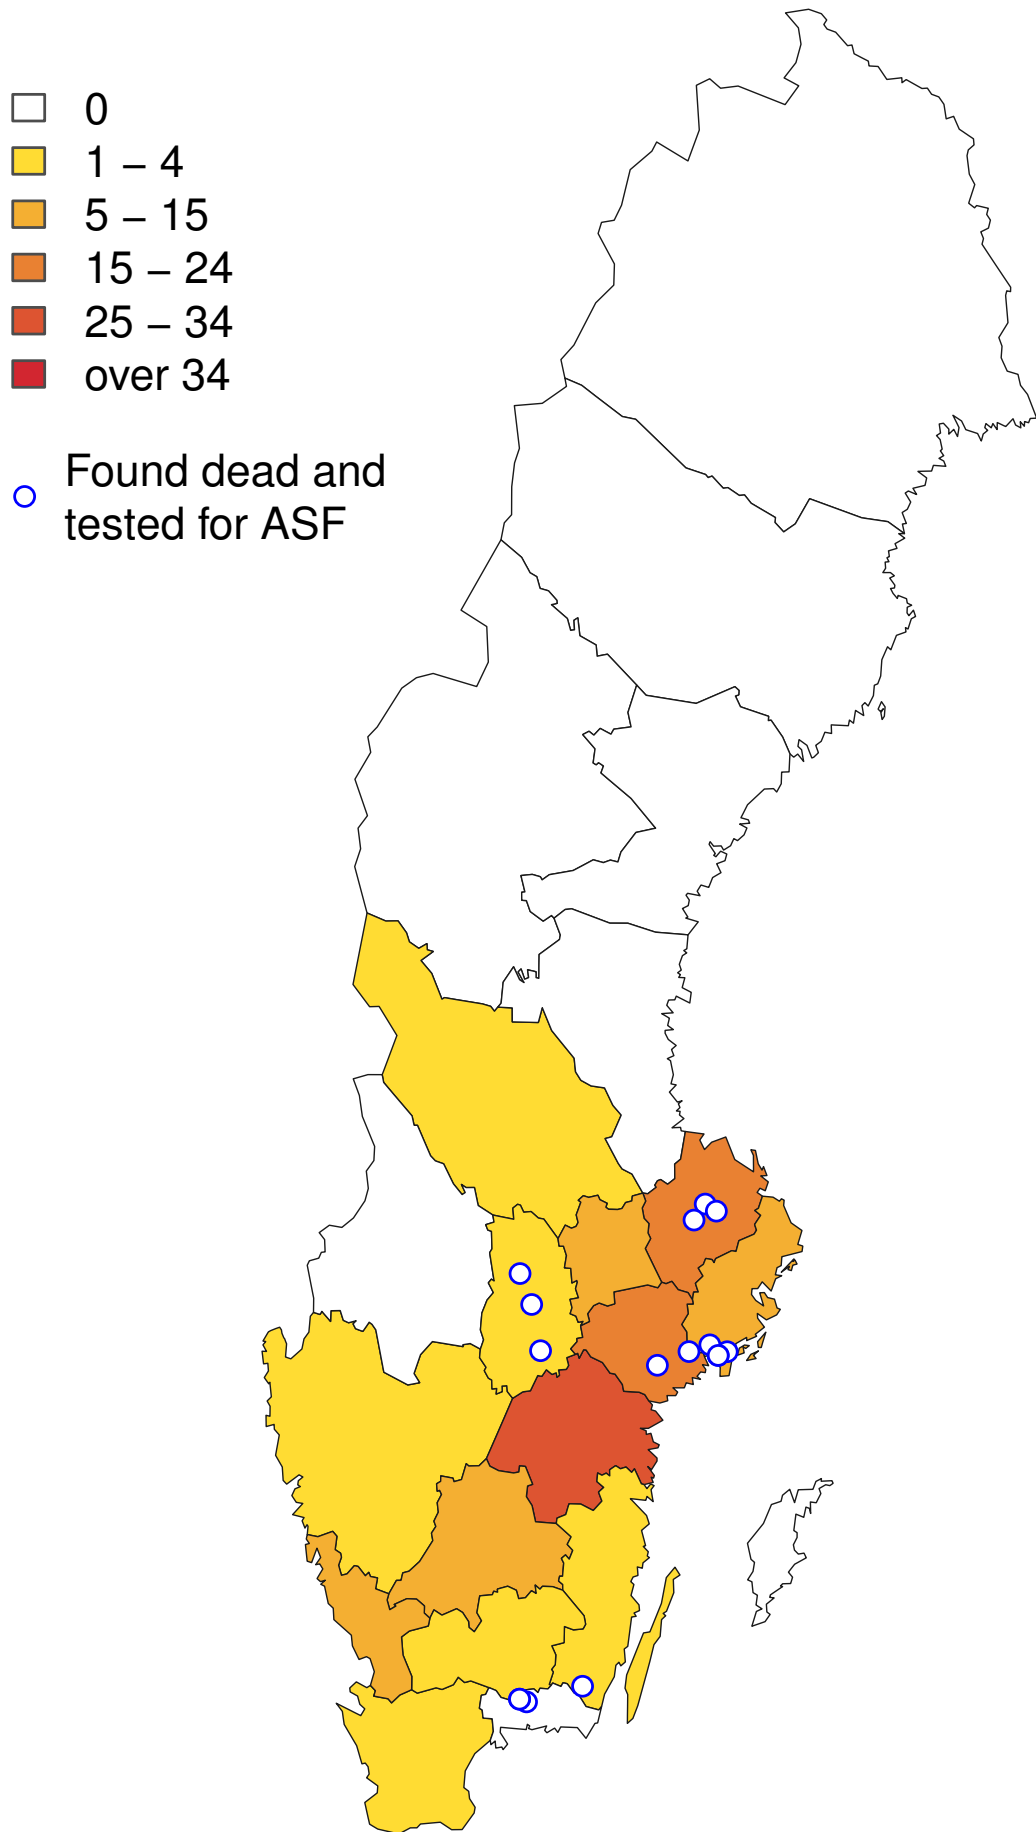 0
1 – 4
5 – 15
15 – 24
25 – 34
over 34
Found dead and
tested for ASF